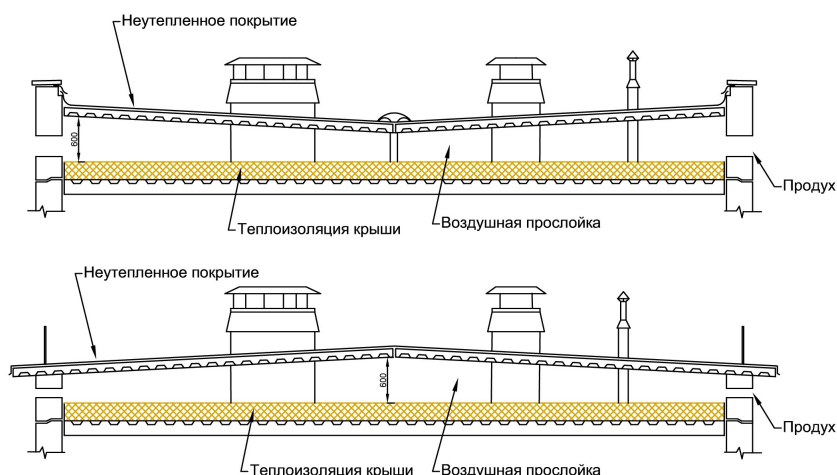 Неутепленное покрытие
600
Продух
Теплоизоляция крыши
Воздушная прослойка
Неутепленное покрытие
600
Продух
Теплоизоляция крыши
Воздушная прослойка